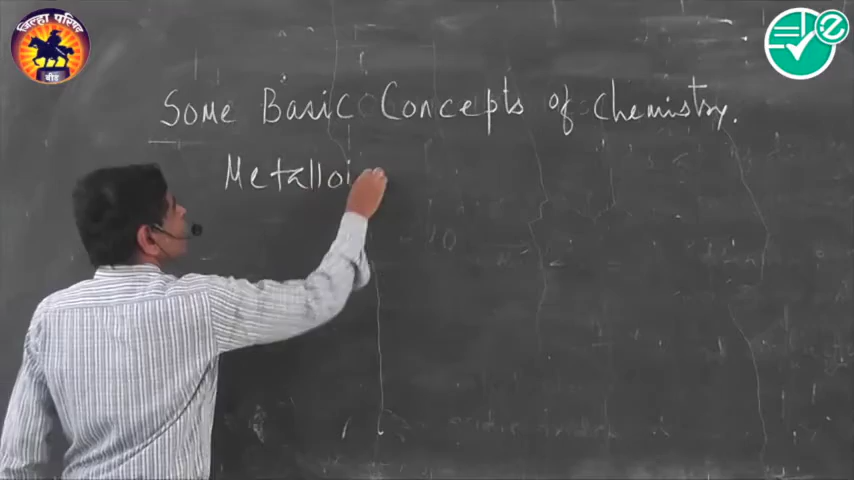 जिल्हा परिषद
बीड
e
Some Basic Concepts of Chemistry.
Metalloi